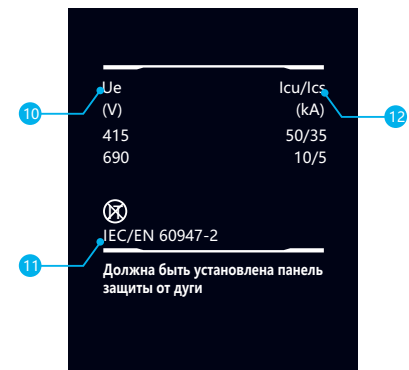 Ue Icu/Ics
10 (V) (kA) 12
415 50/35
690 10/5
IT
IEC/EN 60947-2
11
Должна быть установлена панель
защиты от дуги